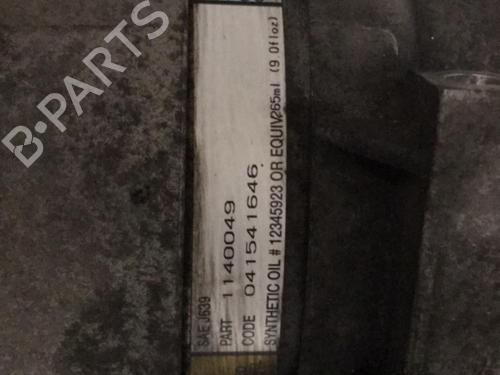 B-PARTS
SAE J639
PART 1140049
CODE 041541646
SYNTHETIC OIL # 12345923 OR EQUIV.265ml (9 0floz)